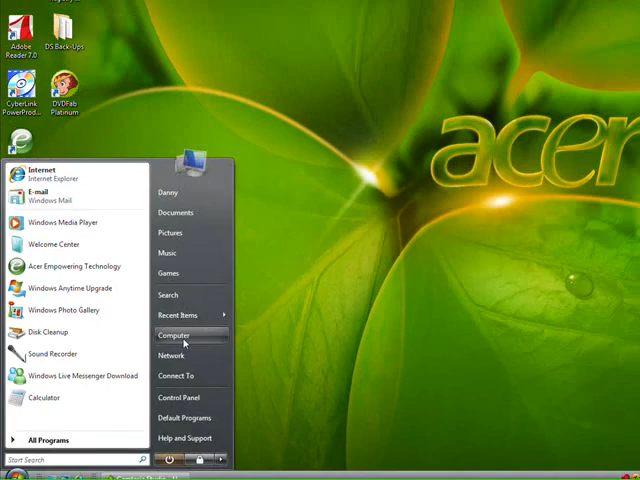 Adobe
Reader 7.0
DS Back-Ups
CyberLink
PowerProd...
DVDFab
Platinum
acer
Internet
Internet Explorer
E-mail
Windows Mail
Windows Media Player
Welcome Center
Acer Empowering Technology
Windows Anytime Upgrade
Windows Photo Gallery
Disk Cleanup
Sound Recorder
Windows Live Messenger Download
Calculator
All Programs
Start Search
Danny
Documents
Pictures
Music
Games
Search
Recent Items
Computer
Network
Connect To
Control Panel
Default Programs
Help and Support